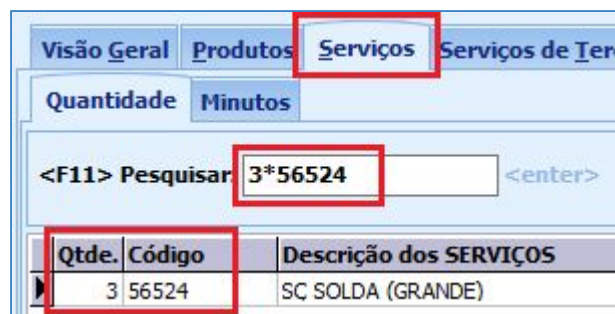 Visão Geral Produtos Serviços Serviços de Ter
Quantidade Minutos
<F11> Pesquisar: 3*56524 <enter>
Qtde. Código Descrição dos SERVIÇOS
3 56524 SÇ SOLDA (GRANDE)